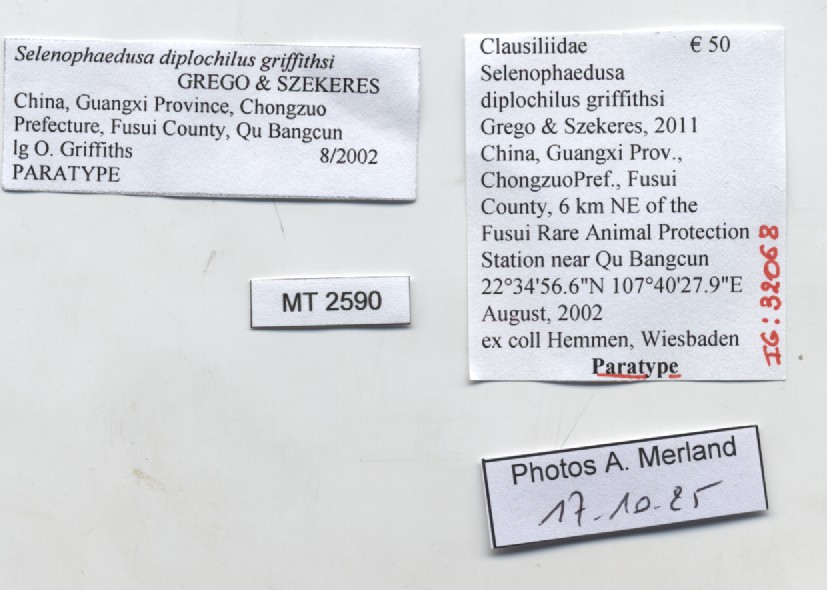 Selenophaedusa diplochilus griffithsi
GREGO & SZEKERES
China, Guangxi Province, Chongzuo
Prefecture, Fusui County, Qu Bangcun
lg O. Griffiths 8/2002
PARATYPE
MT 2590
Clausiliidae € 50
Selenophaedusa
diplochilus griffithsi
Grego & Szekeres, 2011
China, Guangxi Prov.,
ChongzuoPref., Fusui
County, 6 km NE of the
Fusui Rare Animal Protection
Station near Qu Bangcun
22°34'56.6"N 107°40'27.9"E
August, 2002
ex coll Hemmen, Wiesbaden
Paratype
IG: 32068
Photos A. Merland
17-10-25